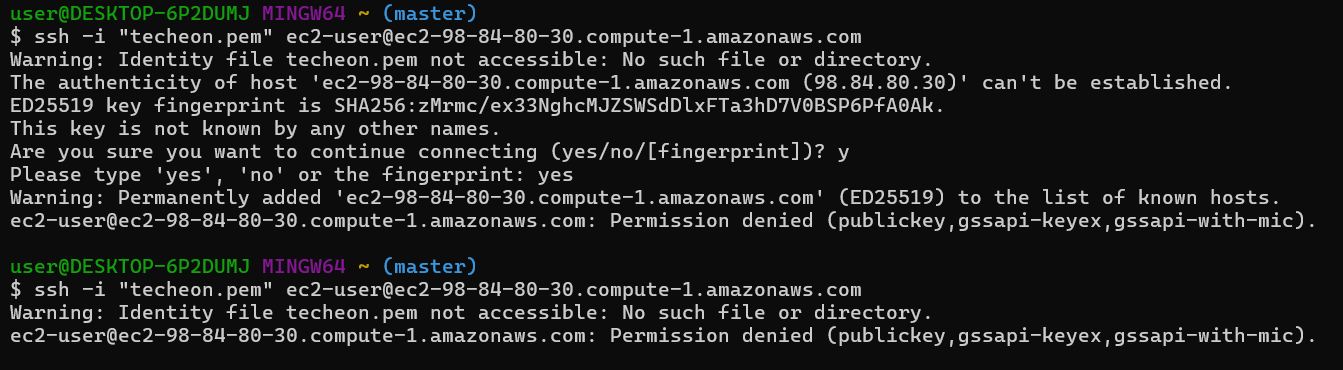 user@DESKTOP-6P2DUMJ MINGW64 ~ (master)
$ ssh -i "techeon.pem" ec2-user@ec2-98-84-80-30.compute-1.amazonaws.com
Warning: Identity file techeon.pem not accessible: No such file or directory.
The authenticity of host 'ec2-98-84-80-30.compute-1.amazonaws.com (98.84.80.30)' can't be established.
ED25519 key fingerprint is SHA256:zMrmc/ex33NghcMJZSWSdDlxFTa3hD7V0BSP6PfA0Ak.
This key is not known by any other names.
Are you sure you want to continue connecting (yes/no/[fingerprint])? y
Please type 'yes', 'no' or the fingerprint: yes
Warning: Permanently added 'ec2-98-84-80-30.compute-1.amazonaws.com' (ED25519) to the list of known hosts.
ec2-user@ec2-98-84-80-30.compute-1.amazonaws.com: Permission denied (publickey,gssapi-keyex,gssapi-with-mic).
user@DESKTOP-6P2DUMJ MINGW64 ~ (master)
$ ssh -i "techeon.pem" ec2-user@ec2-98-84-80-30.compute-1.amazonaws.com
Warning: Identity file techeon.pem not accessible: No such file or directory.
ec2-user@ec2-98-84-80-30.compute-1.amazonaws.com: Permission denied (publickey,gssapi-keyex,gssapi-with-mic).